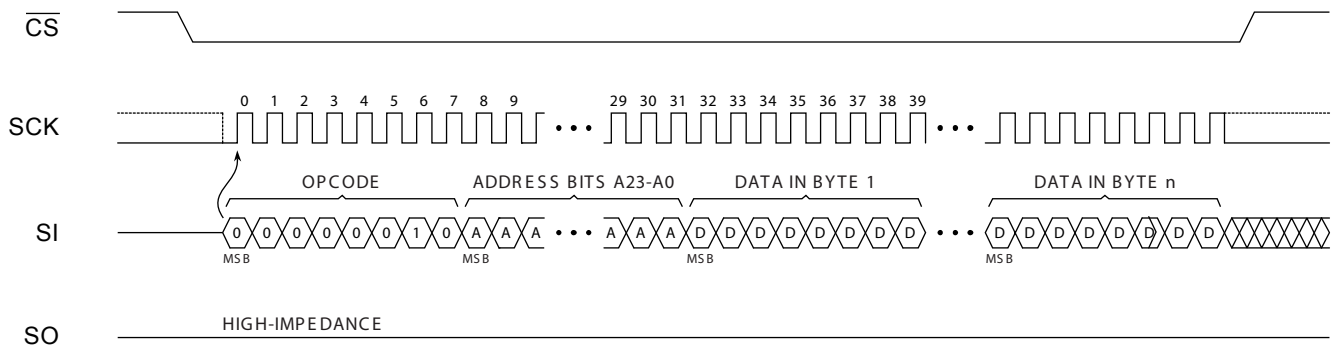 CS
0 1 2 3 4 5 6 7 8 9 29 30 31 32 33 34 35 36 37 38 39
SCK
OPCODE ADDRESS BITS A23-A0 DATA IN BYTE 1 DATA IN BYTE n
SI 0 0 0 0 0 0 1 0 A A A A A A D D D D D D D D D D D D D D D D
MSB MSB MSB MSB
HIGH-IMPEDANCE
SO